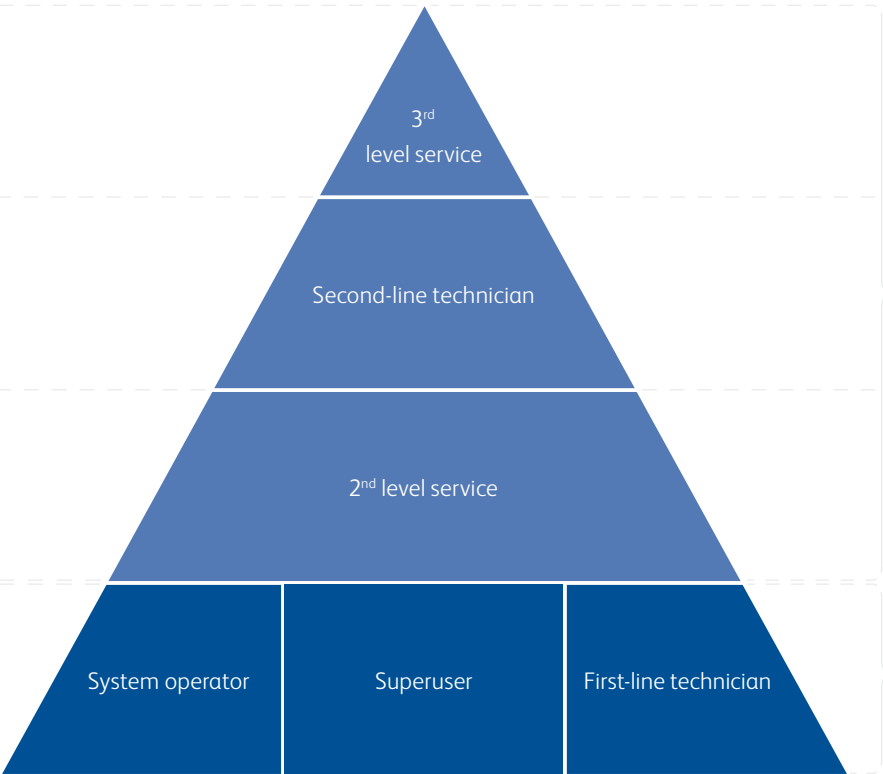 3rd
level service
Second-line technician
2nd level service
System operator
Superuser
First-line technician